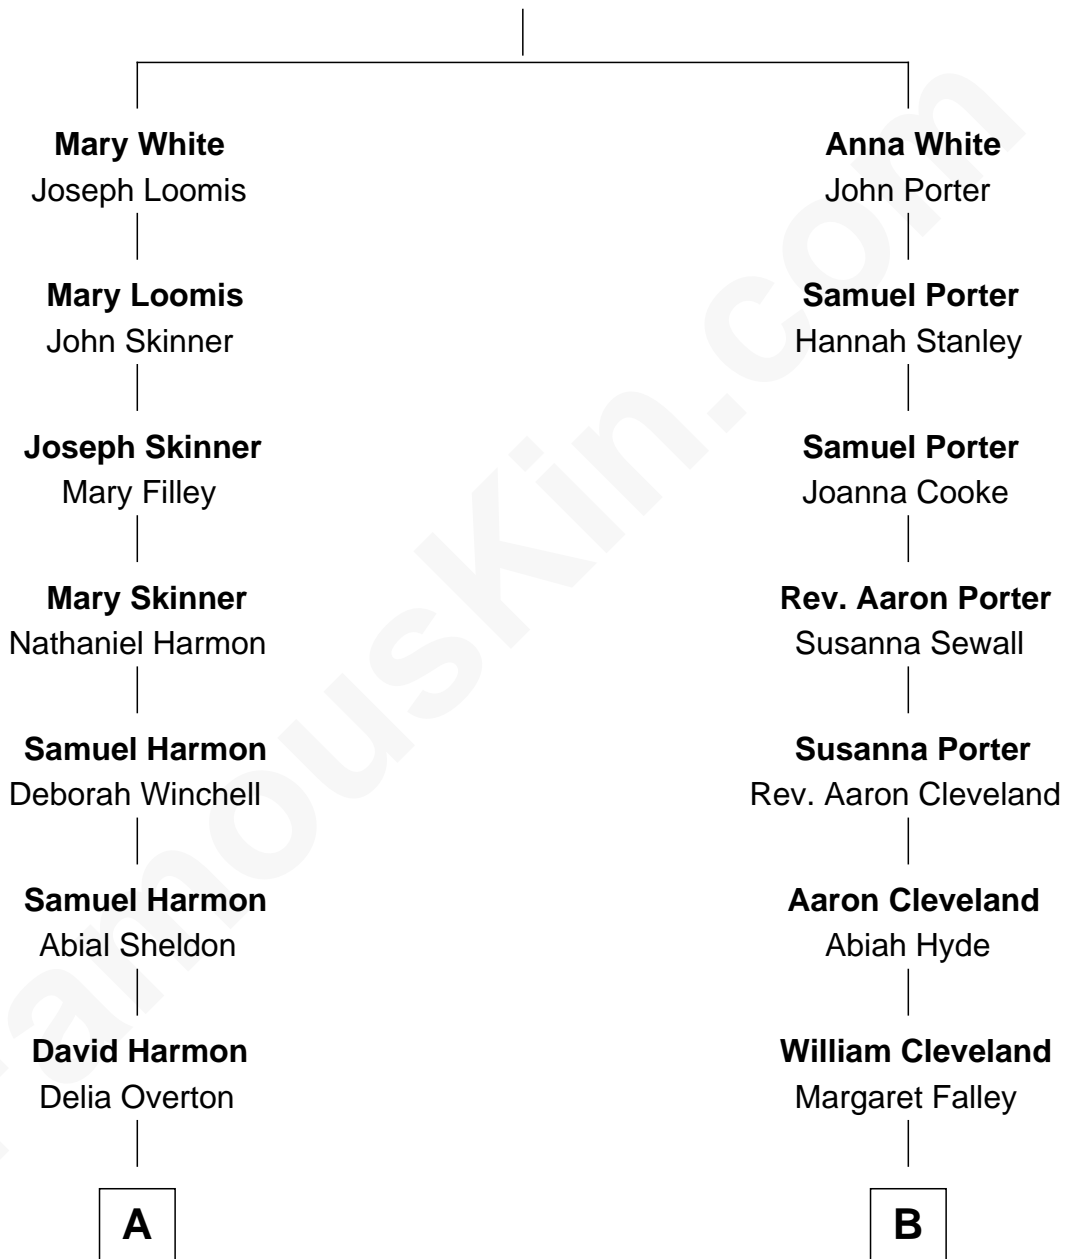 Mary White
Joseph Loomis
Mary Loomis
John Skinner
Joseph Skinner
Mary Filley
Mary Skinner
Nathaniel Harmon
Samuel Harmon
Deborah Winchell
Samuel Harmon
Abial Sheldon
David Harmon
Delia Overton
A
Anna White
John Porter
Samuel Porter
Hannah Stanley
Samuel Porter
Joanna Cooke
Rev. Aaron Porter
Susanna Sewall
Susanna Porter
Rev. Aaron Cleveland
Aaron Cleveland
Abiah Hyde
William Cleveland
Margaret Falley
B
FamousKin.com